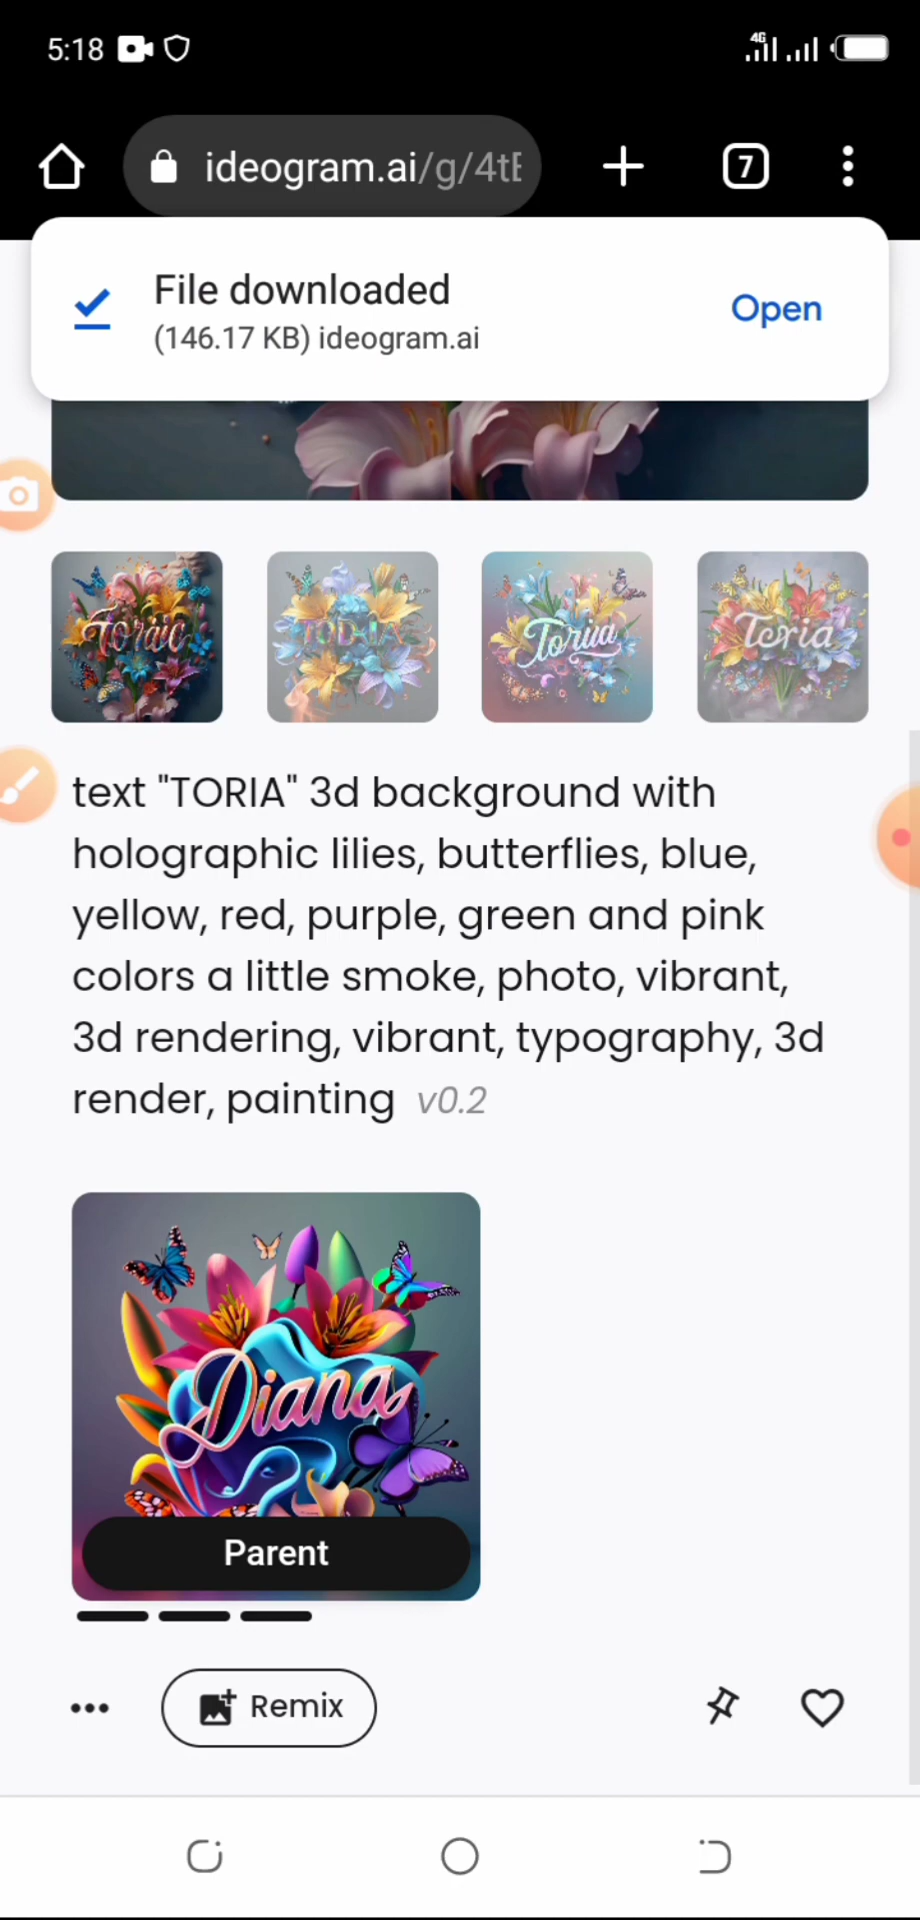 5:18
4G
ideogram.ai/g/4tE
7
File downloaded
(146.17 KB) ideogram.ai
Open
Toria
Teria
text "TORIA" 3d background with
holographic lilies, butterflies, blue,
yellow, red, purple, green and pink
colors a little smoke, photo, vibrant,
3d rendering, vibrant, typography, 3d
render, painting v0.2
Diana
Parent
Remix